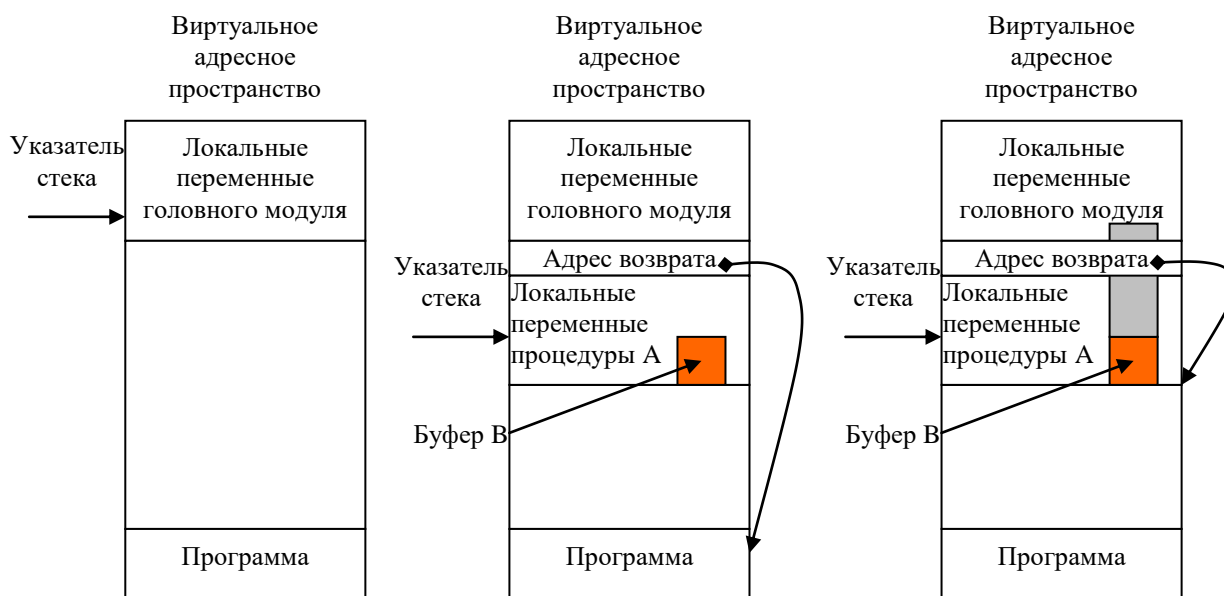 Виртуальное
адресное
пространство
Указатель
стека
Локальные
переменные
головного модуля
Программа
Виртуальное
адресное
пространство
Локальные
переменные
головного модуля
Адрес возврата
Указатель
стека
Локальные
переменные
процедуры А
Буфер В
Программа
Виртуальное
адресное
пространство
Локальные
переменные
головного модуля
Адрес возврата
Указатель
стека
Локальные
переменные
процедуры А
Буфер В
Программа